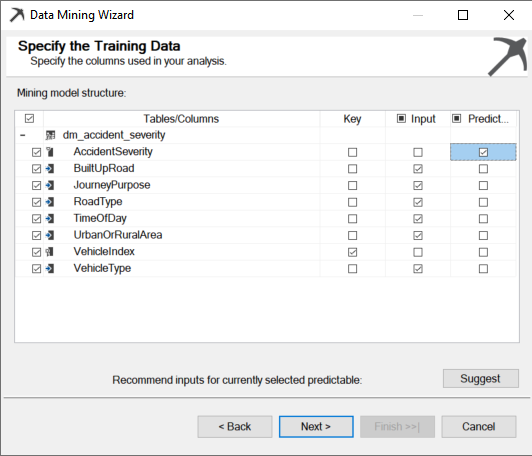 Data Mining Wizard
Specify the Training Data
Specify the columns used in your analysis.
Mining model structure:
Tables/Columns Key Input Predict...
dm_accident_severity
AccidentSeverity
BuiltUpRoad
JourneyPurpose
RoadType
TimeOfDay
UrbanOrRuralArea
VehicleIndex
VehicleType
Recommend inputs for currently selected predictable: Suggest
< Back Next > Finish >>| Cancel